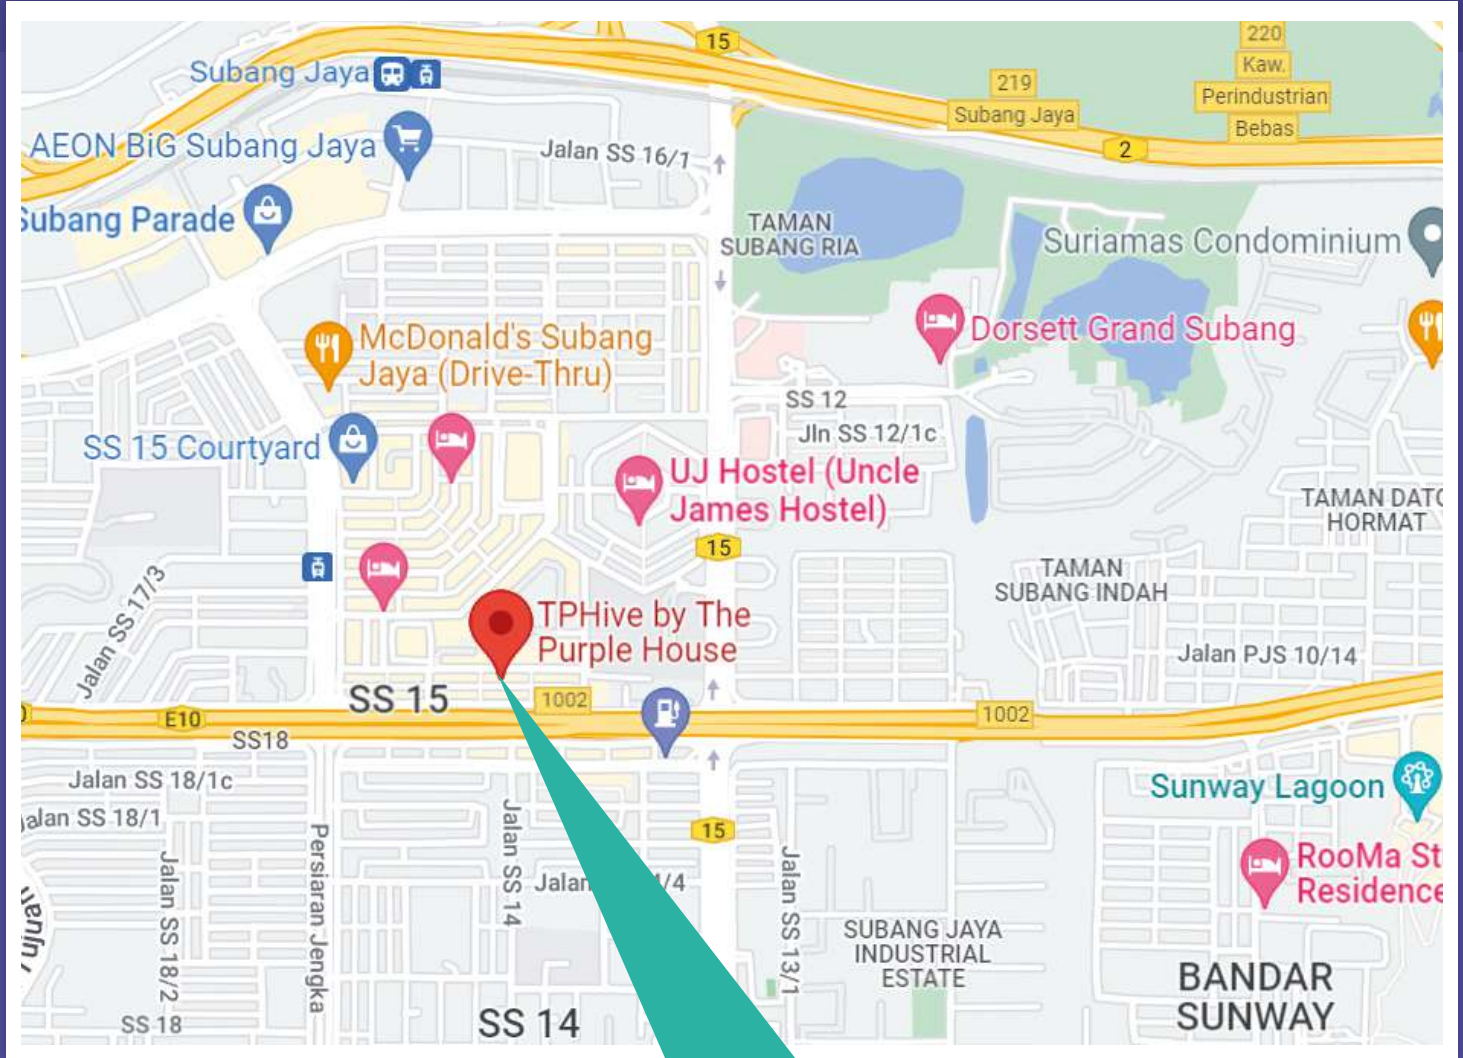 15
220
Kaw.
Perindustrian
Bebas
Subang Jaya
219
Subang Jaya
AEON BiG Subang Jaya
Jalan SS 16/1
2
Subang Parade
TAMAN
SUBANG RIA
Suriamas Condominium
McDonald's Subang
Jaya (Drive-Thru)
Dorsett Grand Subang
SS 12
Jln SS 12/1c
SS 15 Courtyard
UJ Hostel (Uncle
James Hostel)
TAMAN DATO
HORMAT
15
TAMAN
SUBANG INDAH
Jalan SS 17/3
TPHive by The
Purple House
Jalan PJS 10/14
SS 15
1002
1002
E10
SS18
Jalan SS 18/1c
Sunway Lagoon
Jalan SS 18/1
15
Persiaran Jengka
Jalan SS 14
Jalan SS 18/2
Jalan 4/4
Jalan SS 13/1
RooMa St
Residence
SUBANG JAYA
INDUSTRIAL
ESTATE
BANDAR
SUNWAY
SS 18
SS 14